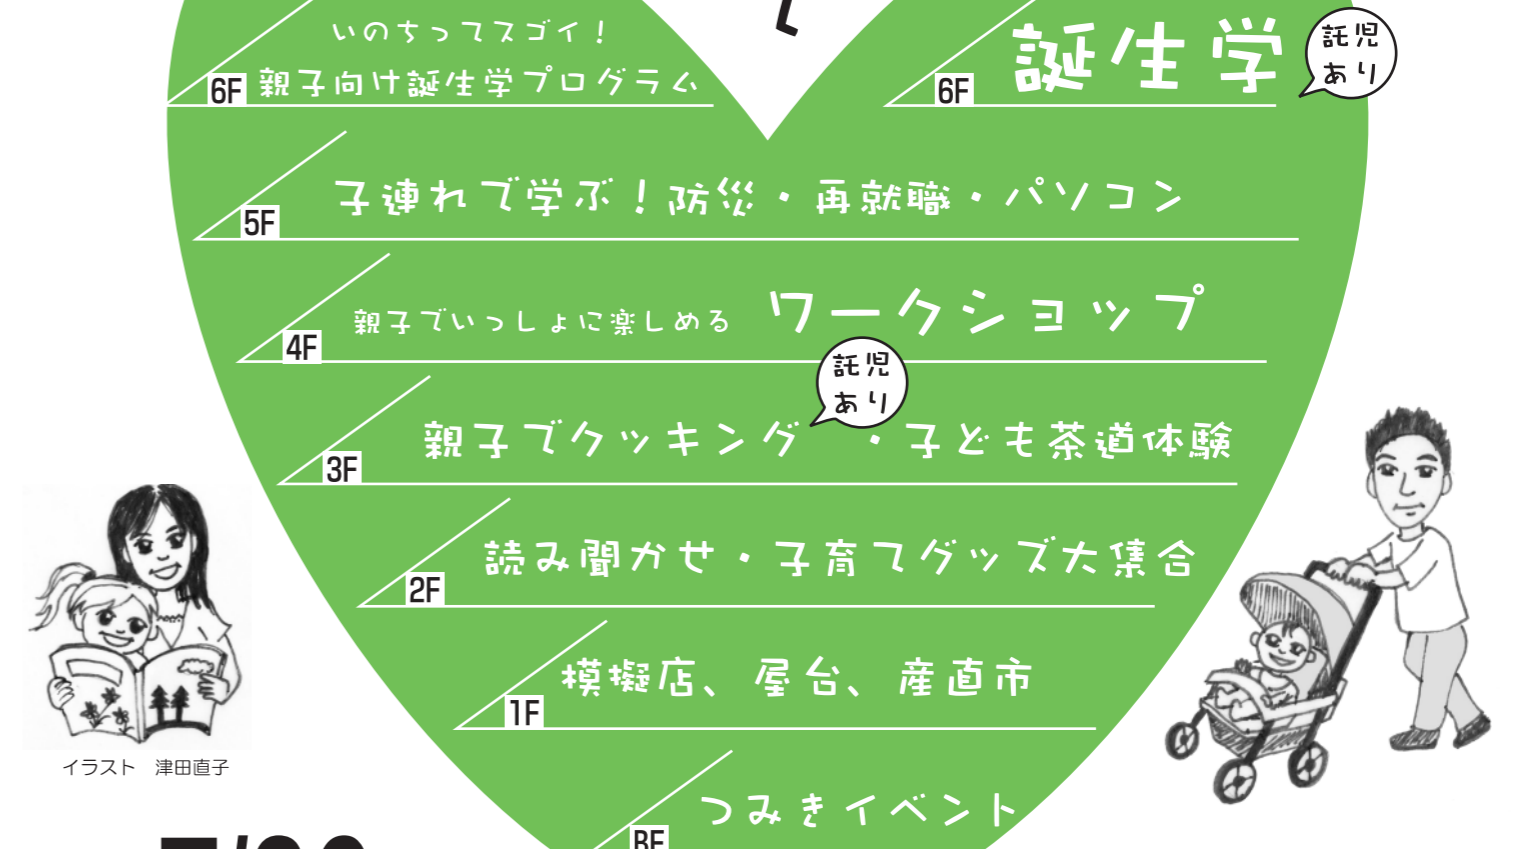 いのちってスゴイ！
6F 親子向け誕生学プログラム
6F 誕生学
託児
あり
5F 子連れで学ぶ！防災・再就職・パソコン
4F 親子でいっしょに楽しめる ワークショップ
託児
あり
3F 親子でクッキング ・子ども茶道体験
2F 読み聞かせ・子育てグッズ大集合
1F 模擬店、屋台、産直市
BF つみきイベント
イラスト 津田直子